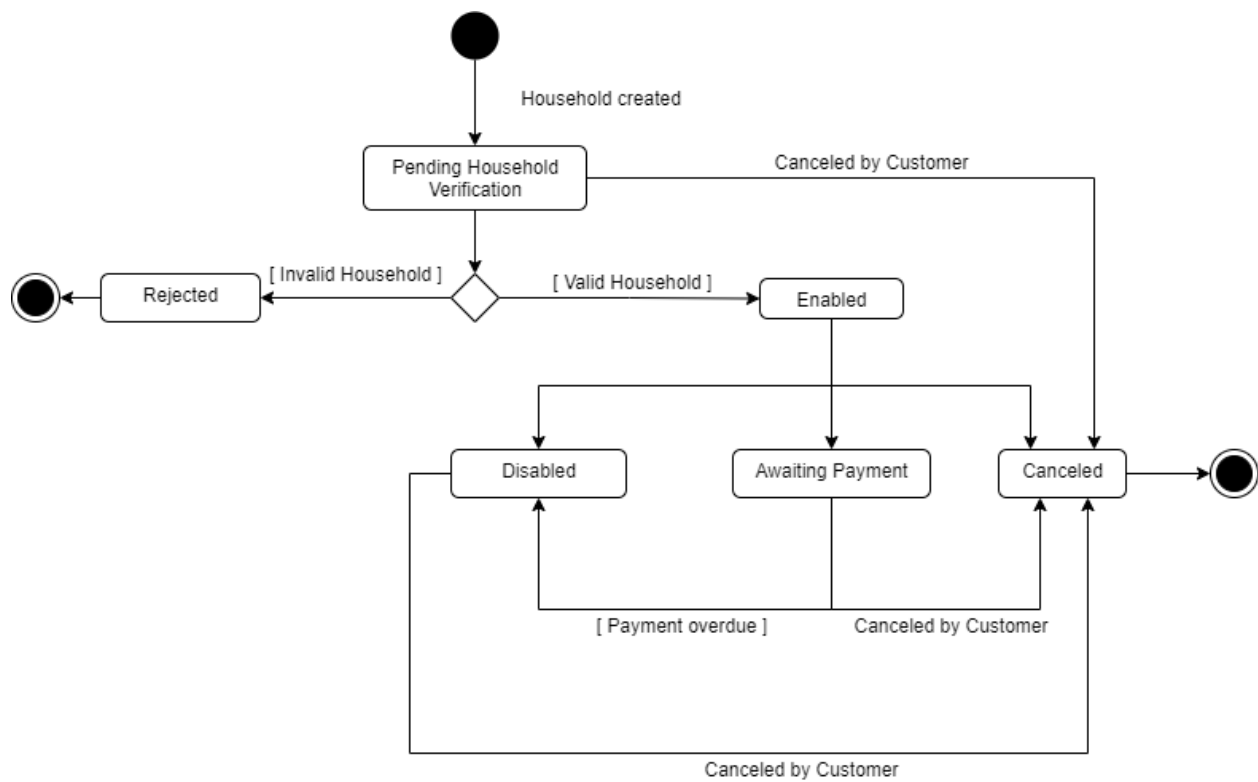 Household created
Pending Household
Verification
Canceled by Customer
[ Invalid Household ]
[ Valid Household ]
Rejected
Enabled
Disabled
Awaiting Payment
Canceled
[ Payment overdue ]
Canceled by Customer
Canceled by Customer